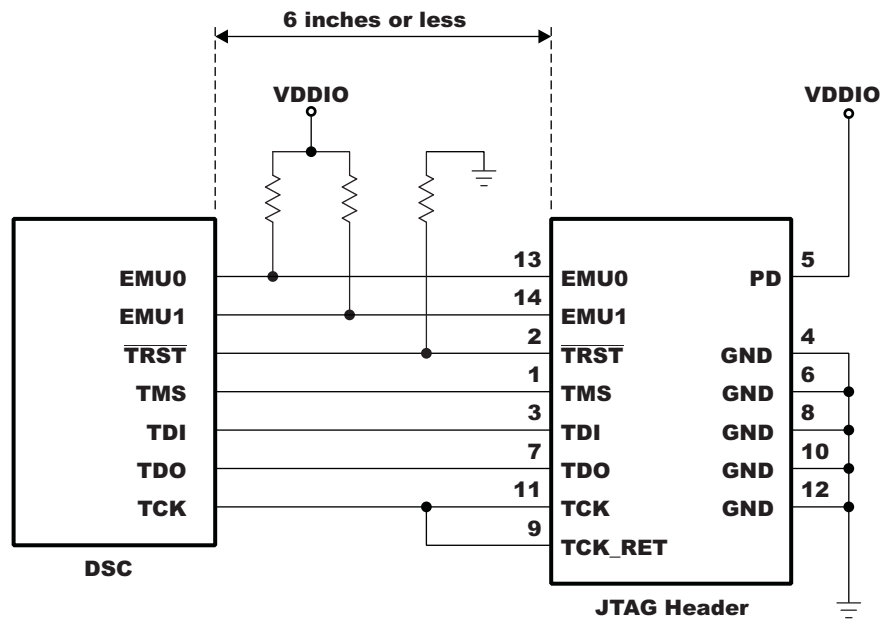 6 inches or less
VDDIO
VDDIO
13
5
EMU0
EMU0
PD
14
EMU1
EMU1
2
4
T̅R̅S̅T̅
T̅R̅S̅T̅
GND
1
6
TMS
TMS
GND
3
8
TDI
TDI
GND
7
10
TDO
TDO
GND
11
12
TCK
TCK
GND
9
TCK_RET
DSC
JTAG Header